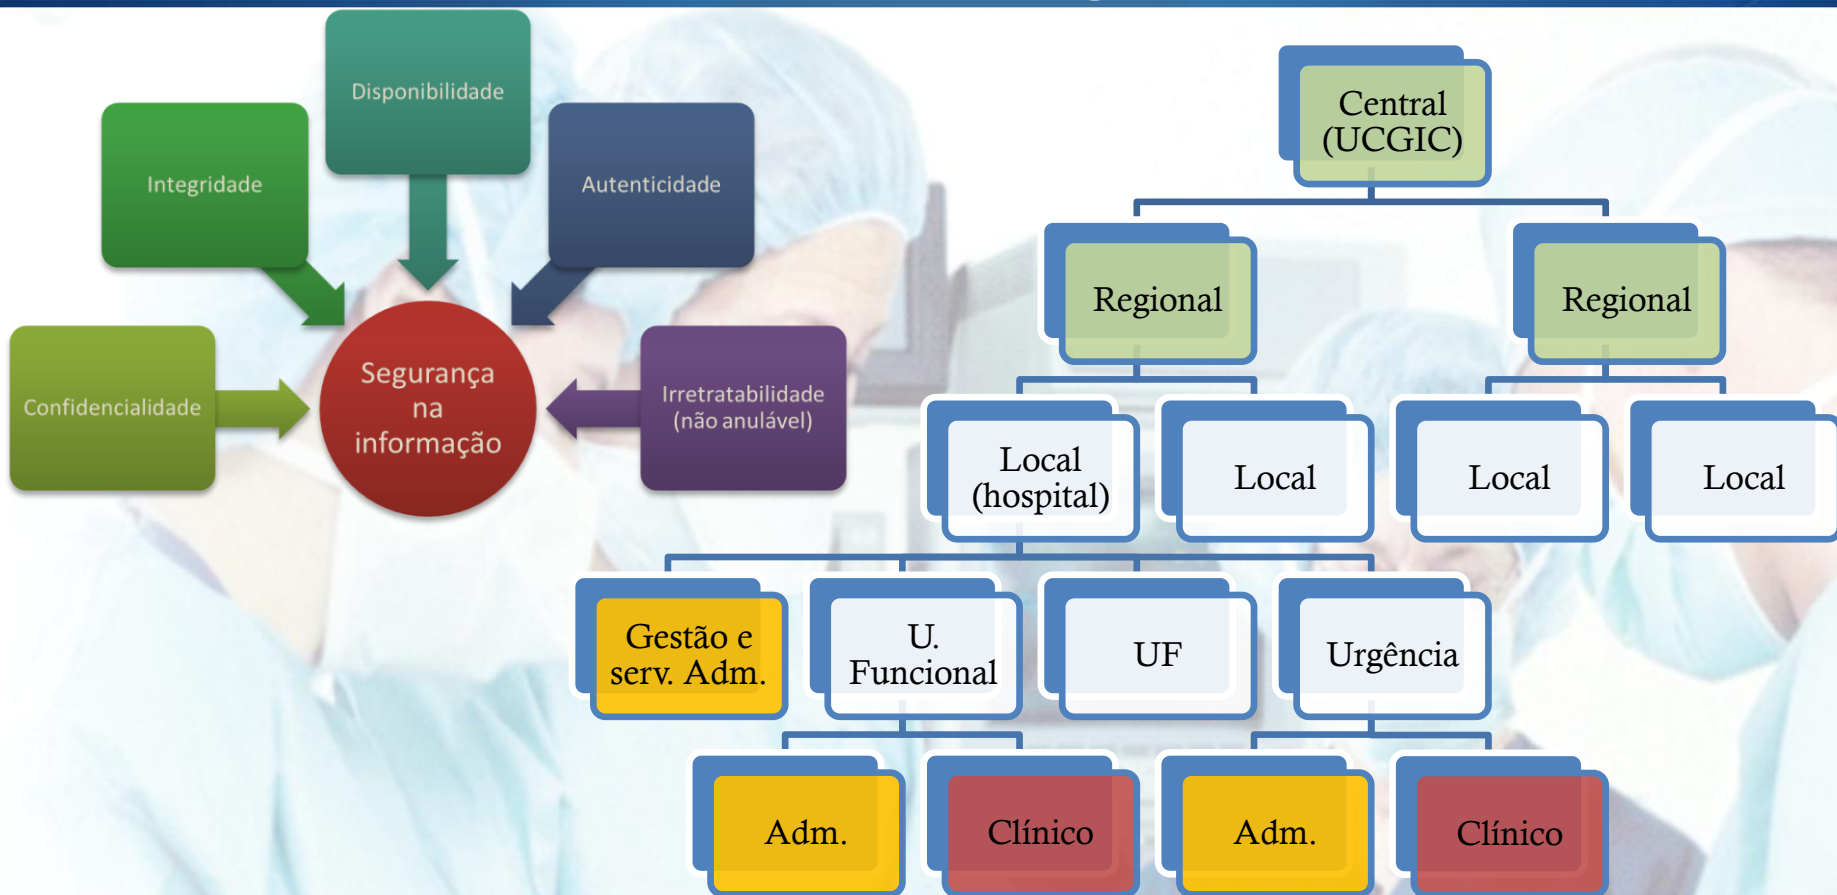 Disponibilidade
Integridade
Autenticidade
Confidencialidade
Segurança
na
informação
Irretratabilidade
(não anulável)
Central
(UCGIC)
Regional
Regional
Local
(hospital)
Local
Local
Local
Gestão e
serv. Adm.
U.
Funcional
UF
Urgência
Adm.
Clínico
Adm.
Clínico